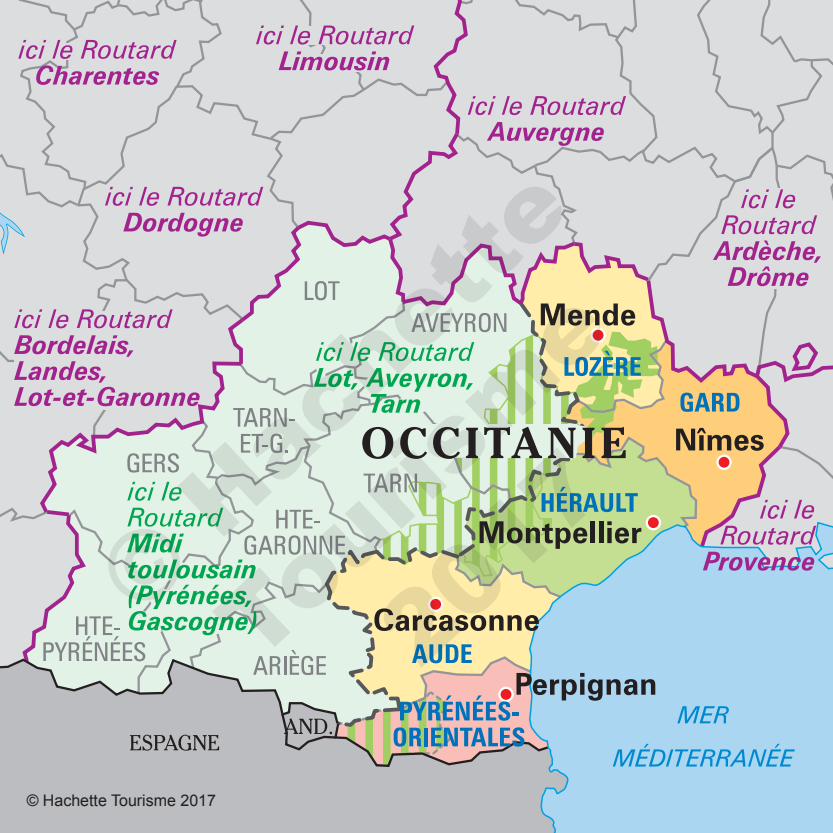 ici le Routard
Charentes
ici le Routard
Limousin
ici le Routard
Auvergne
ici le Routard
Dordogne
ici le
Routard
Ardèche,
Drôme
LOT
ici le Routard
Bordelais,
Landes,
Lot-et-Garonne
AVEYRON
ici le Routard
Lot, Aveyron,
Tarn
Mende
LOZÈRE
GARD
Nîmes
TARN-
ET-G.
OCCITANIE
GERS
ici le
Routard
Midi
toulousain
(Pyrénées,
Gascogne)
TARN
HTE-
GARONNE
HÉRAULT
Montpellier
ici le
Routard
Provence
HTE-
PYRÉNÉES
ARIÈGE
Carcasonne
AUDE
Perpignan
PYRÉNÉES-
ORIENTALES
AND.
ESPAGNE
MER
MÉDITERRANÉE
© Hachette Tourisme 2017
© Hachette
Tourisme
2017